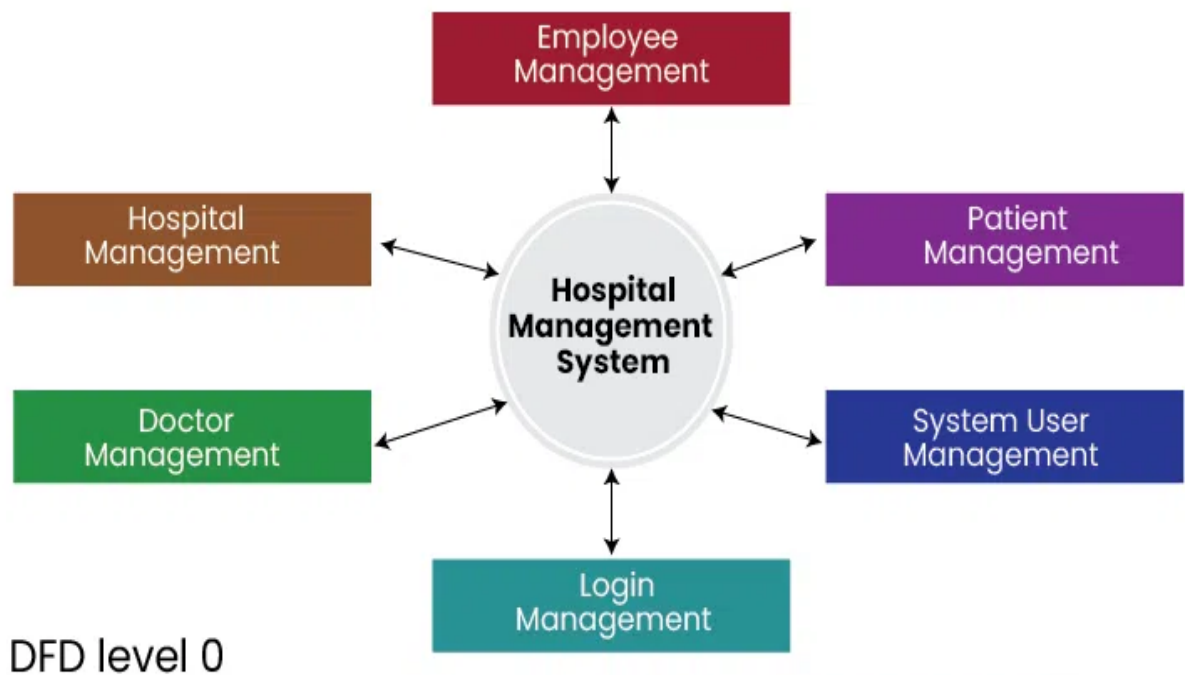 Employee
Management
Hospital
Management
Patient
Management
Hospital
Management
System
Doctor
Management
System User
Management
Login
Management
DFD level 0